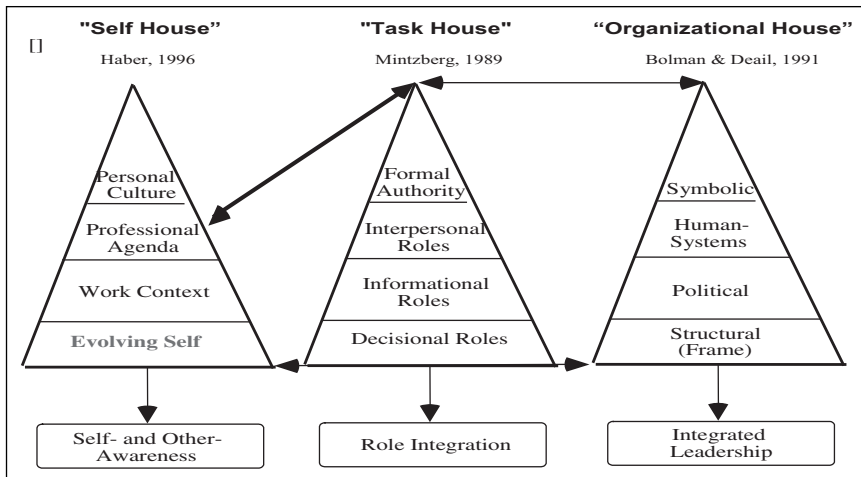 "Self House”
"Task House"
“Organizational House"
[]
Haber, 1996
Mintzberg, 1989
Bolman & Deail, 1991
Personal
Culture
Professional
Agenda
Work Context
Evolving Self
Formal
Authority
Interpersonal
Roles
Informational
Roles
Decisional Roles
Symbolic
Human-
Systems
Political
Structural
(Frame)
Self- and Other-
Awareness
Role Integration
Integrated
Leadership